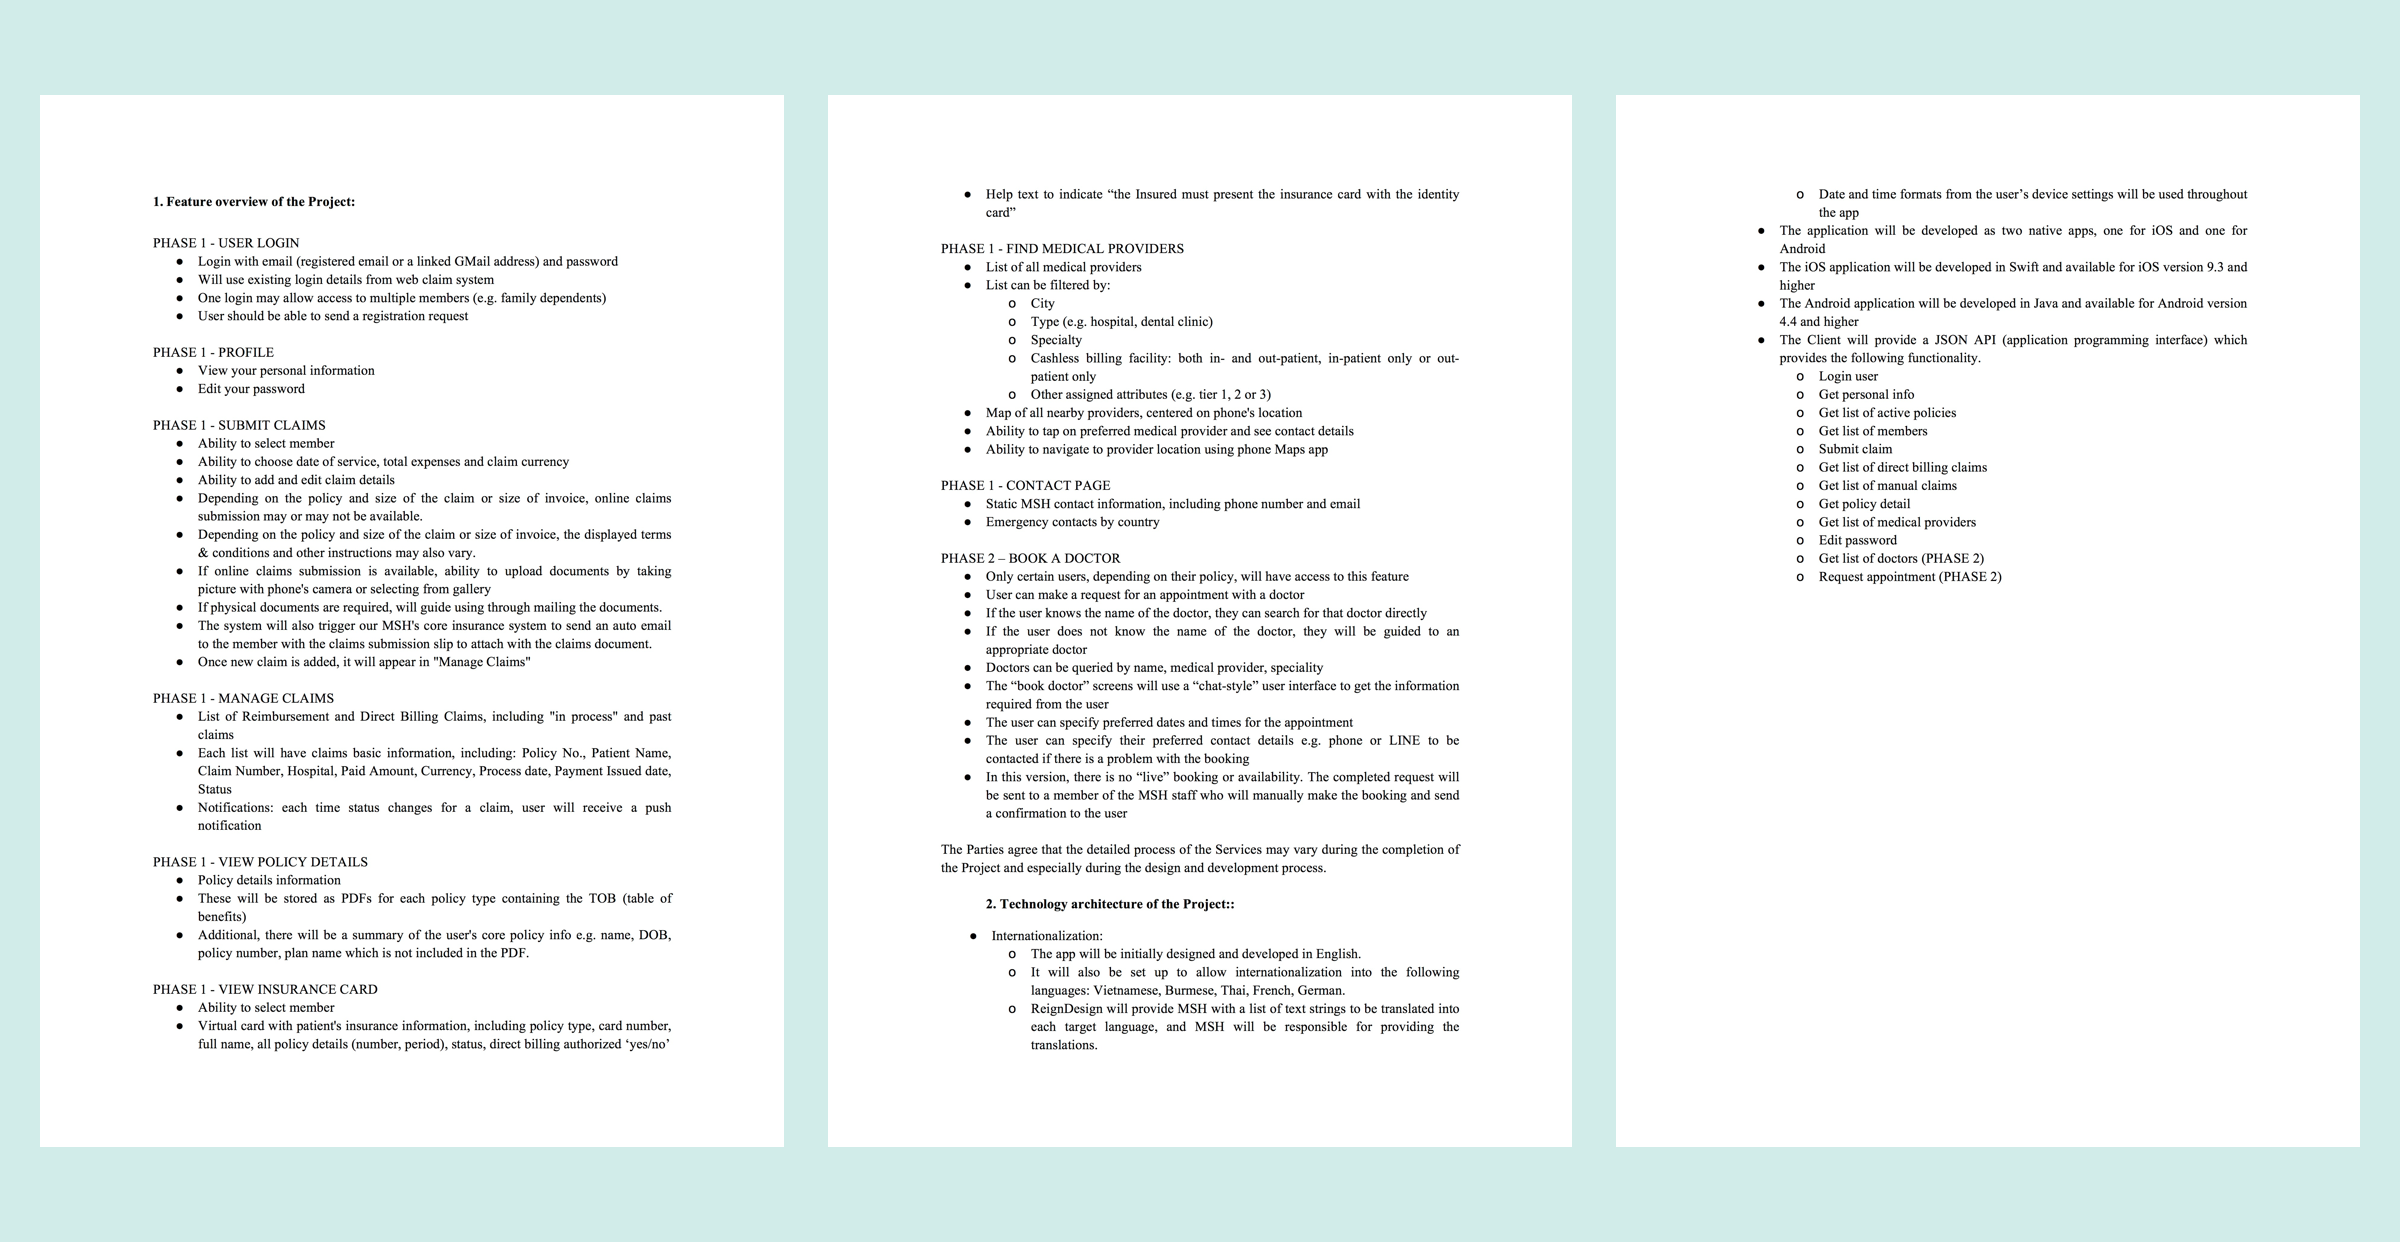 1. Feature overview of the Project:
PHASE 1 - USER LOGIN
● Login with email (registered email or a linked GMail address) and password
● Will use existing login details from web claim system
● One login may allow access to multiple members (e.g. family dependents)
● User should be able to send a registration request
PHASE 1 - PROFILE
● View your personal information
● Edit your password
PHASE 1 - SUBMIT CLAIMS
● Ability to select member
● Ability to choose date of service, total expenses and claim currency
● Ability to add and edit claim details
● Depending on the policy and size of the claim or size of invoice, online claims
submission may or may not be available.
● Depending on the policy and size of the claim or size of invoice, the displayed terms
& conditions and other instructions may also vary.
● If online claims submission is available, ability to upload documents by taking
picture with phone's camera or selecting from gallery
● If physical documents are required, will guide using through mailing the documents.
● The system will also trigger our MSH's core insurance system to send an auto email
to the member with the claims submission slip to attach with the claims document.
● Once new claim is added, it will appear in "Manage Claims"
PHASE 1 - MANAGE CLAIMS
● List of Reimbursement and Direct Billing Claims, including "in process" and past
claims
● Each list will have claims basic information, including: Policy No., Patient Name,
Claim Number, Hospital, Paid Amount, Currency, Process date, Payment Issued date,
Status
● Notifications: each time status changes for a claim, user will receive a push
notification
PHASE 1 - VIEW POLICY DETAILS
● Policy details information
● These will be stored as PDFs for each policy type containing the TOB (table of
benefits)
● Additional, there will be a summary of the user's core policy info e.g. name, DOB,
policy number, plan name which is not included in the PDF.
PHASE 1 - VIEW INSURANCE CARD
● Ability to select member
● Virtual card with patient's insurance information, including policy type, card number,
full name, all policy details (number, period), status, direct billing authorized ‘yes/no’
● Help text to indicate “the Insured must present the insurance card with the identity
card”
PHASE 1 - FIND MEDICAL PROVIDERS
● List of all medical providers
● List can be filtered by:
o City
o Type (e.g. hospital, dental clinic)
o Specialty
o Cashless billing facility: both in- and out-patient, in-patient only or out-
patient only
o Other assigned attributes (e.g. tier 1, 2 or 3)
● Map of all nearby providers, centered on phone's location
● Ability to tap on preferred medical provider and see contact details
● Ability to navigate to provider location using phone Maps app
PHASE 1 - CONTACT PAGE
● Static MSH contact information, including phone number and email
● Emergency contacts by country
PHASE 2 – BOOK A DOCTOR
● Only certain users, depending on their policy, will have access to this feature
● User can make a request for an appointment with a doctor
● If the user knows the name of the doctor, they can search for that doctor directly
● If the user does not know the name of the doctor, they will be guided to an
appropriate doctor
● Doctors can be queried by name, medical provider, speciality
● The “book doctor” screens will use a “chat-style” user interface to get the information
required from the user
● The user can specify preferred dates and times for the appointment
● The user can specify their preferred contact details e.g. phone or LINE to be
contacted if there is a problem with the booking
● In this version, there is no “live” booking or availability. The completed request will
be sent to a member of the MSH staff who will manually make the booking and send
a confirmation to the user
The Parties agree that the detailed process of the Services may vary during the completion of
the Project and especially during the design and development process.
2. Technology architecture of the Project::
● Internationalization:
o The app will be initially designed and developed in English.
o It will also be set up to allow internationalization into the following
languages: Vietnamese, Burmese, Thai, French, German.
o ReignDesign will provide MSH with a list of text strings to be translated into
each target language, and MSH will be responsible for providing the
translations.
o Date and time formats from the user’s device settings will be used throughout
the app
● The application will be developed as two native apps, one for iOS and one for
Android
● The iOS application will be developed in Swift and available for iOS version 9.3 and
higher
● The Android application will be developed in Java and available for Android version
4.4 and higher
● The Client will provide a JSON API (application programming interface) which
provides the following functionality.
o Login user
o Get personal info
o Get list of active policies
o Get list of members
o Submit claim
o Get list of direct billing claims
o Get list of manual claims
o Get policy detail
o Get list of medical providers
o Edit password
o Get list of doctors (PHASE 2)
o Request appointment (PHASE 2)